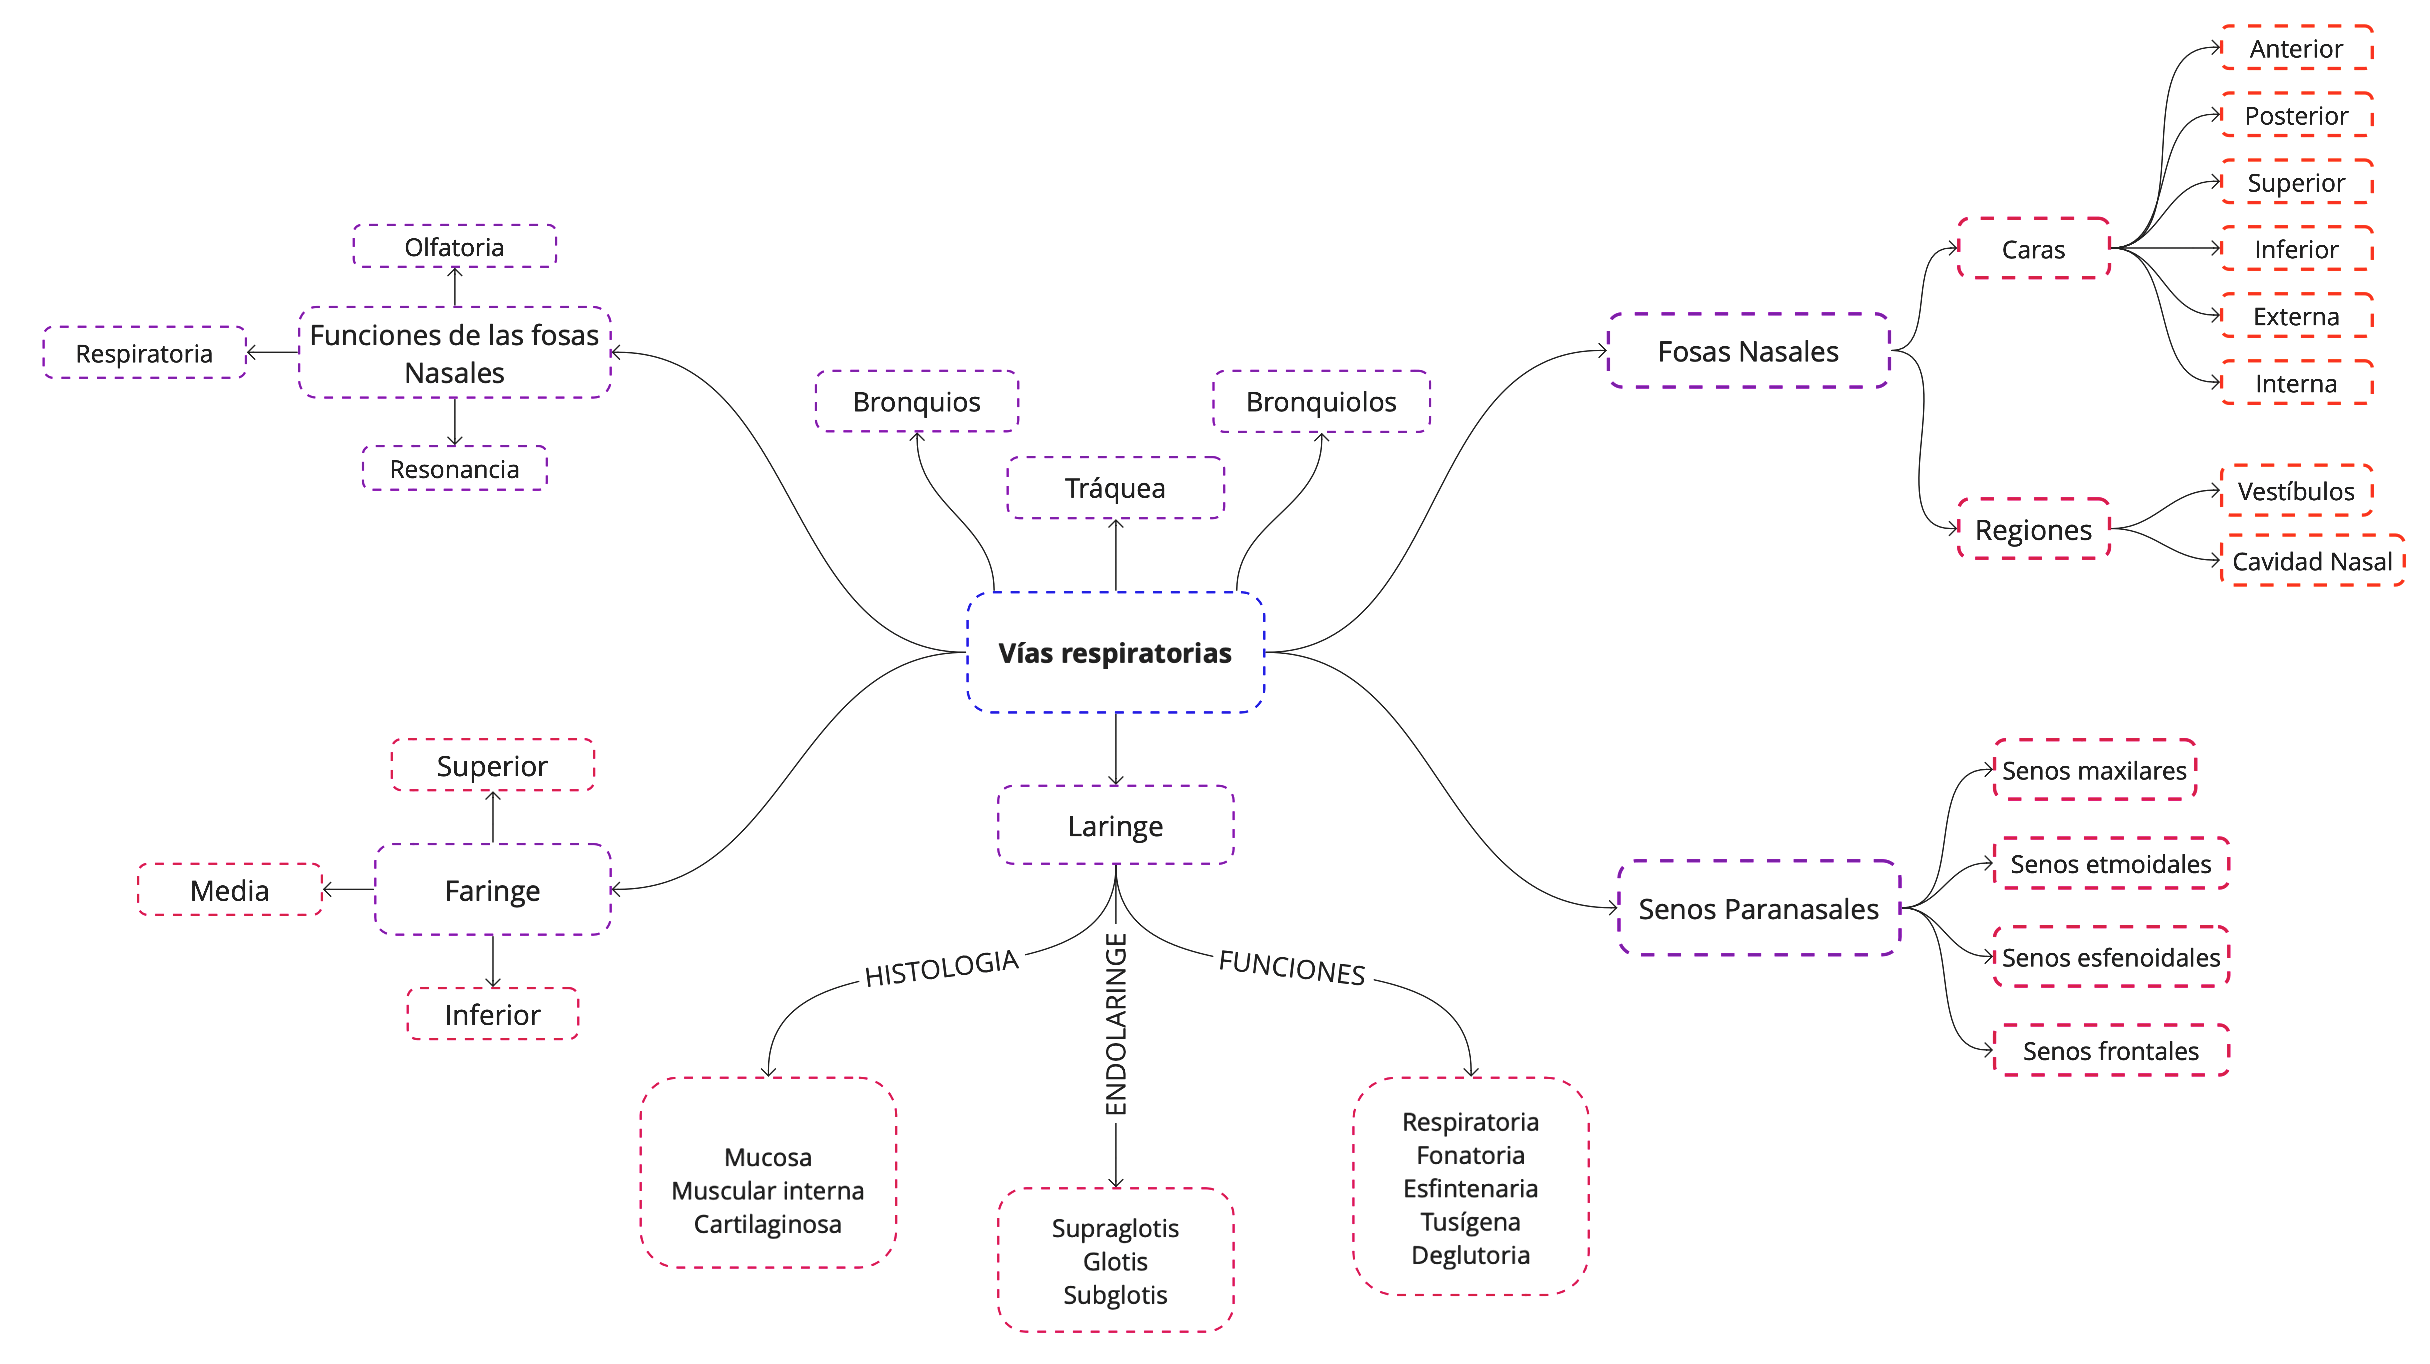 Vías respiratorias
Funciones de las fosas
Nasales
Olfatoria
Respiratoria
Resonancia
Bronquios
Tráquea
Bronquiolos
Fosas Nasales
Caras
Anterior
Posterior
Superior
Inferior
Externa
Interna
Regiones
Vestíbulos
Cavidad Nasal
Faringe
Superior
Media
Inferior
Laringe
HISTOLOGIA
Mucosa
Muscular interna
Cartilaginosa
ENDOLARINGE
Supraglotis
Glotis
Subglotis
FUNCIONES
Respiratoria
Fonatoria
Esfintenaria
Tusígena
Deglutoria
Senos Paranasales
Senos maxilares
Senos etmoidales
Senos esfenoidales
Senos frontales